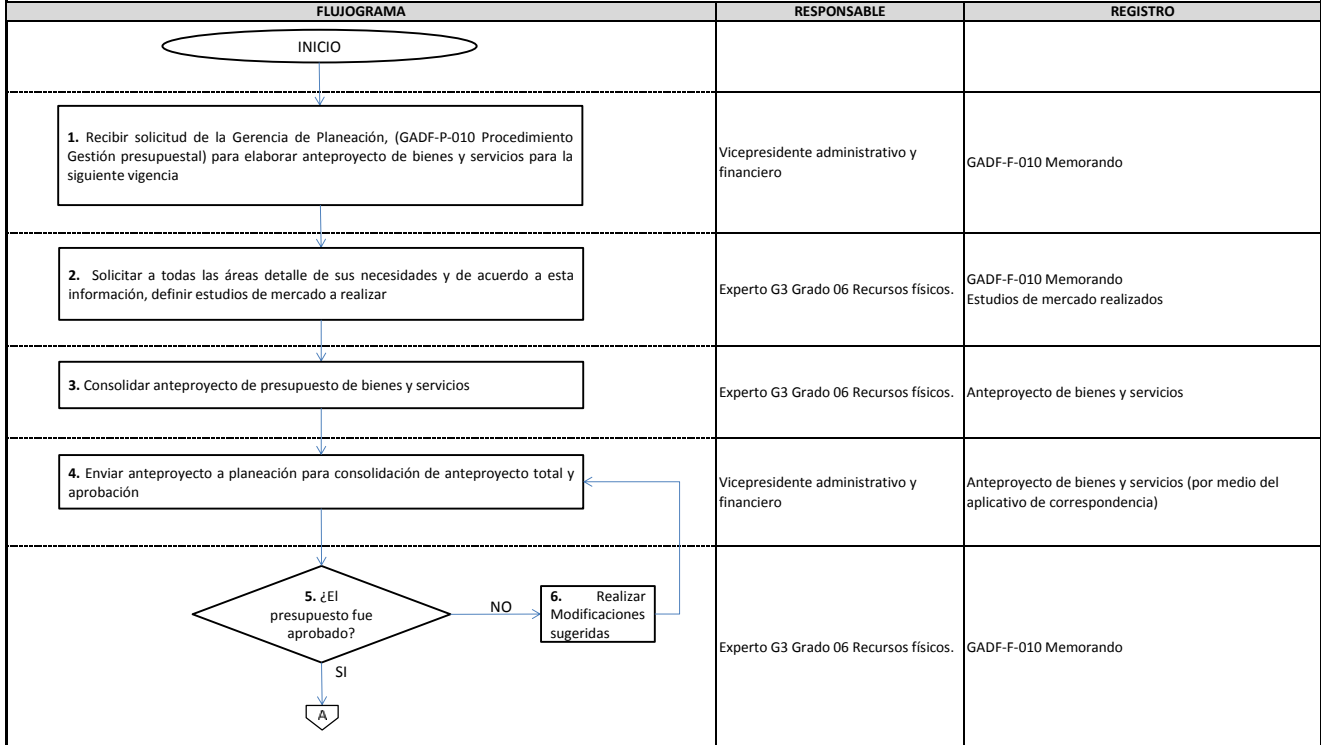 FLUJOGRAMA
RESPONSABLE
REGISTRO
INICIO
1. Recibir solicitud de la Gerencia de Planeación, (GADF-P-010 Procedimiento
Gestión presupuestal) para elaborar anteproyecto de bienes y servicios para la
siguiente vigencia
Vicepresidente administrativo y
financiero
GADF-F-010 Memorando
2. Solicitar a todas las áreas detalle de sus necesidades y de acuerdo a esta
información, definir estudios de mercado a realizar
Experto G3 Grado 06 Recursos físicos.
GADF-F-010 Memorando
Estudios de mercado realizados
3. Consolidar anteproyecto de presupuesto de bienes y servicios
Experto G3 Grado 06 Recursos físicos.
Anteproyecto de bienes y servicios
4. Enviar anteproyecto a planeación para consolidación de anteproyecto total y
aprobación
Vicepresidente administrativo y
financiero
Anteproyecto de bienes y servicios (por medio del
aplicativo de correspondencia)
5. ¿El
presupuesto fue
aprobado?
NO
6. Realizar
Modificaciones
sugeridas
SI
A
Experto G3 Grado 06 Recursos físicos.
GADF-F-010 Memorando